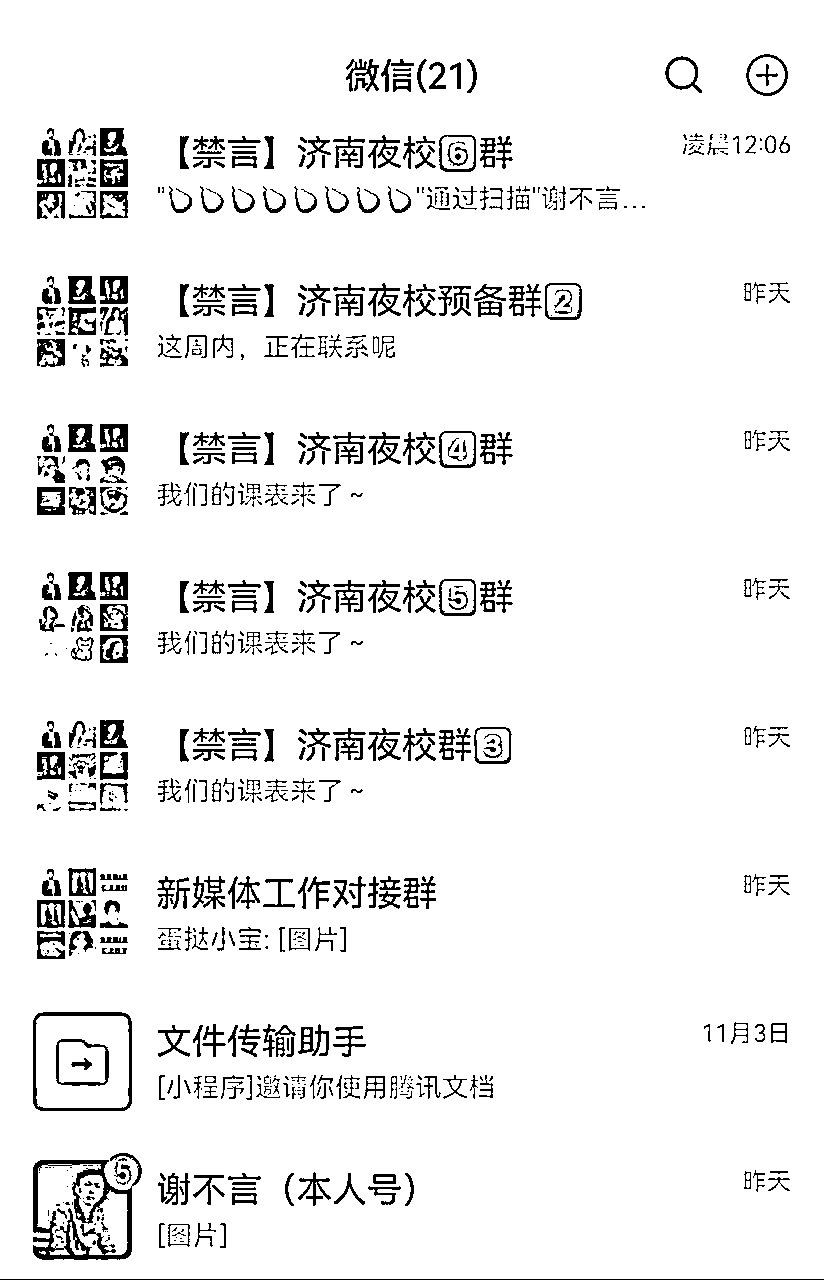 微信(21)
【禁言】济南夜校6群
凌晨12:06
"通过扫描"谢不言...
【禁言】济南夜校预备群2
昨天
这周内，正在联系呢
【禁言】济南夜校4群
昨天
我们的课表来了~
【禁言】济南夜校5群
昨天
我们的课表来了~
【禁言】济南夜校群3
昨天
我们的课表来了~
新媒体工作对接群
昨天
蛋挞小宝: [图片]
文件传输助手
11月3日
[小程序]邀请你使用腾讯文档
5
谢不言（本人号）
昨天
[图片]